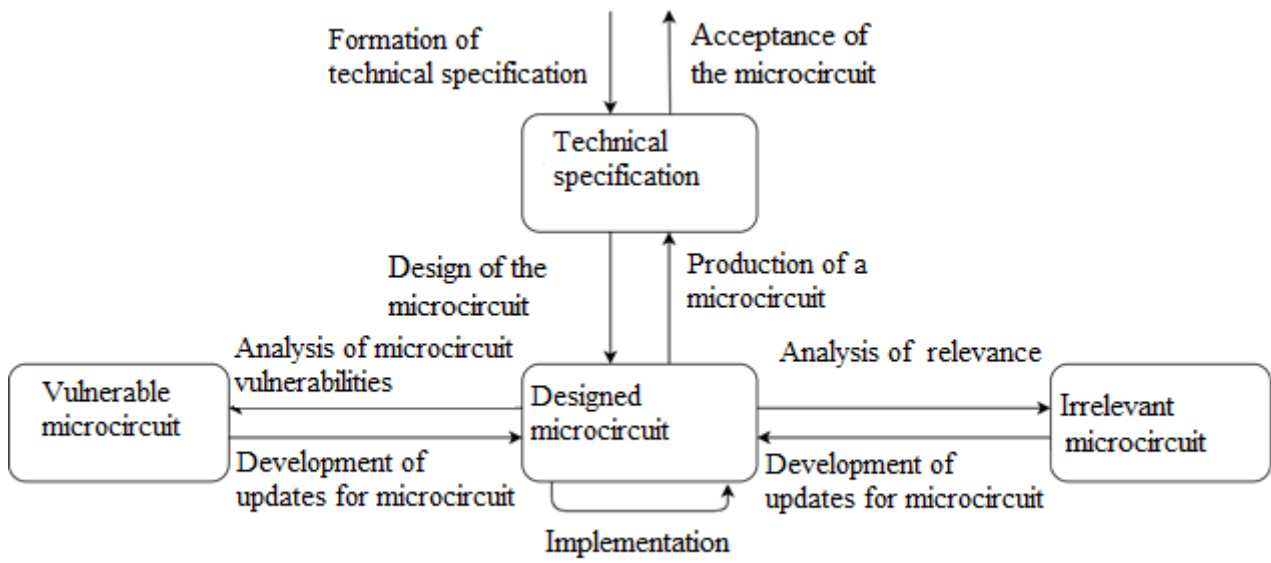 Formation of
technical specification
Acceptance of
the microcircuit
Technical
specification
Design of the
microcircuit
Production of a
microcircuit
Analysis of microcircuit
vulnerabilities
Analysis of relevance
Vulnerable
microcircuit
Designed
microcircuit
Irrelevant
microcircuit
Development of
updates for microcircuit
Development of
updates for microcircuit
Implementation